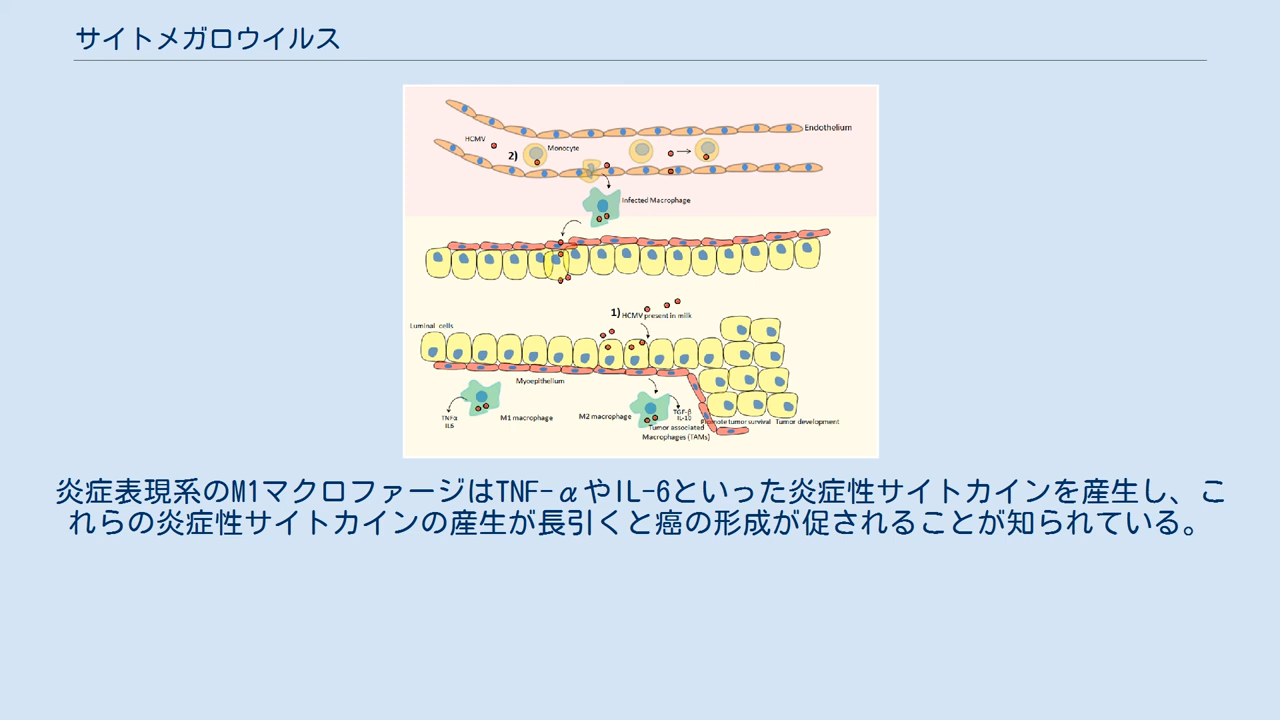 サイトメガロウイルス
Endothelium
HCMV
2)
Monocyte
Infected Macrophage
1)
HCMV present in milk
Luminal cells
Myoepithelium
M1 macrophage
TNFα
IL6
M2 macrophage
TGF-β
IL-10
Tumor associated
Macrophages (TAMs)
Promote tumor survival
Tumor development
炎症表現系のM1マクロファージはTNF-αやIL-6といった炎症性サイトカインを産生し、こ
れらの炎症性サイトカインの産生が長引くと癌の形成が促されることが知られている。